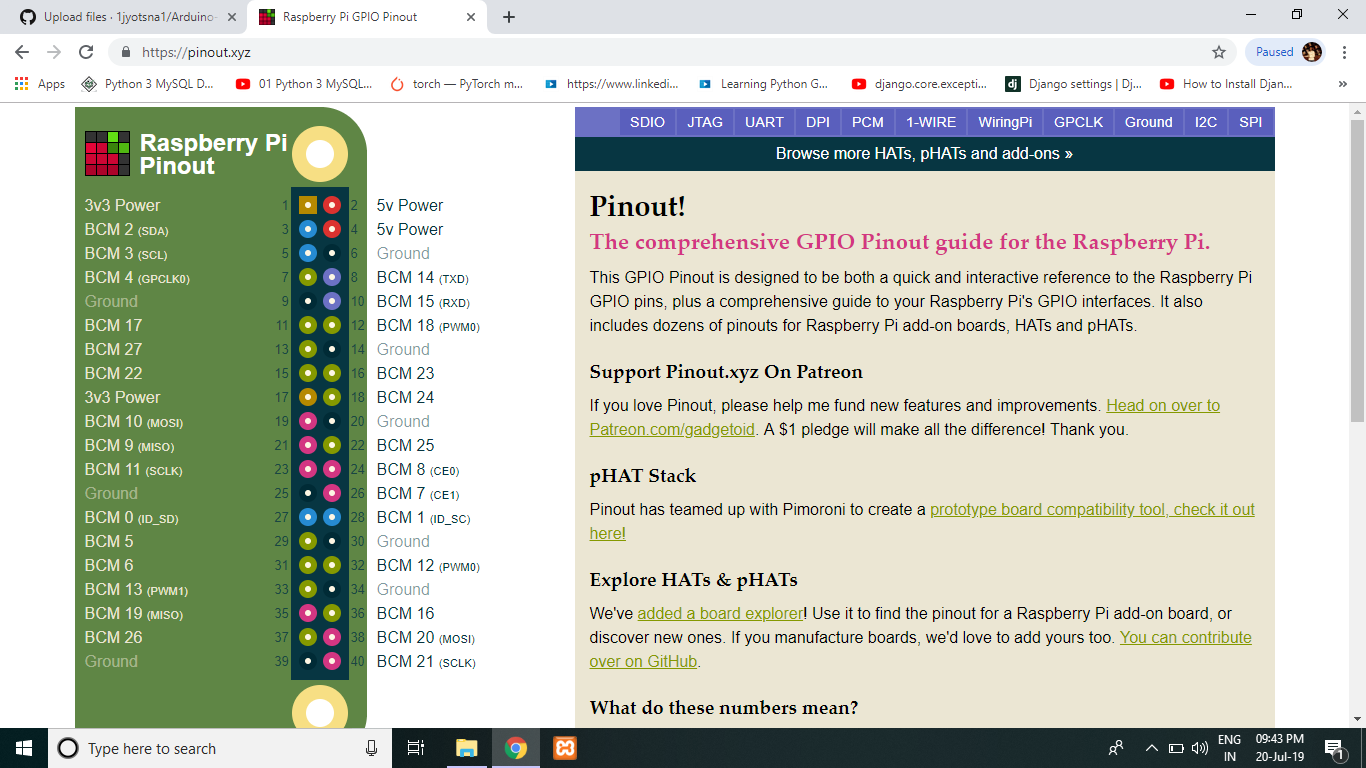 Upload files · 1jyotsna1/Arduino-
Raspberry Pi GPIO Pinout
https://pinout.xyz
Paused
Apps
Python 3 MySQL D...
01 Python 3 MySQL...
torch — PyTorch m...
https://www.linkedi...
Learning Python G...
django.core.excepti...
dj
Django settings | Dj...
How to Install Djan...
»
Raspberry Pi
Pinout
3v3 Power 1 2 5v Power
BCM 2 (SDA) 3 4 5v Power
BCM 3 (SCL) 5 6 Ground
BCM 4 (GPCLK0) 7 8 BCM 14 (TXD)
Ground 9 10 BCM 15 (RXD)
BCM 17 11 12 BCM 18 (PWM0)
BCM 27 13 14 Ground
BCM 22 15 16 BCM 23
3v3 Power 17 18 BCM 24
BCM 10 (MOSI) 19 20 Ground
BCM 9 (MISO) 21 22 BCM 25
BCM 11 (SCLK) 23 24 BCM 8 (CE0)
Ground 25 26 BCM 7 (CE1)
BCM 0 (ID_SD) 27 28 BCM 1 (ID_SC)
BCM 5 29 30 Ground
BCM 6 31 32 BCM 12 (PWM0)
BCM 13 (PWM1) 33 34 Ground
BCM 19 (MISO) 35 36 BCM 16
BCM 26 37 38 BCM 20 (MOSI)
Ground 39 40 BCM 21 (SCLK)
SDIO JTAG UART DPI PCM 1-WIRE WiringPi GPCLK Ground I2C SPI
Browse more HATs, pHATs and add-ons »
Pinout!
The comprehensive GPIO Pinout guide for the Raspberry Pi.
This GPIO Pinout is designed to be both a quick and interactive reference to the Raspberry Pi
GPIO pins, plus a comprehensive guide to your Raspberry Pi's GPIO interfaces. It also
includes dozens of pinouts for Raspberry Pi add-on boards, HATs and pHATs.
Support Pinout.xyz On Patreon
If you love Pinout, please help me fund new features and improvements. Head on over to
Patreon.com/gadgetoid. A $1 pledge will make all the difference! Thank you.
pHAT Stack
Pinout has teamed up with Pimoroni to create a prototype board compatibility tool, check it out
here!
Explore HATs & pHATs
We've added a board explorer! Use it to find the pinout for a Raspberry Pi add-on board, or
discover new ones. If you manufacture boards, we'd love to add yours too. You can contribute
over on GitHub.
What do these numbers mean?
Type here to search
ENG
IN
09:43 PM
20-Jul-19
1